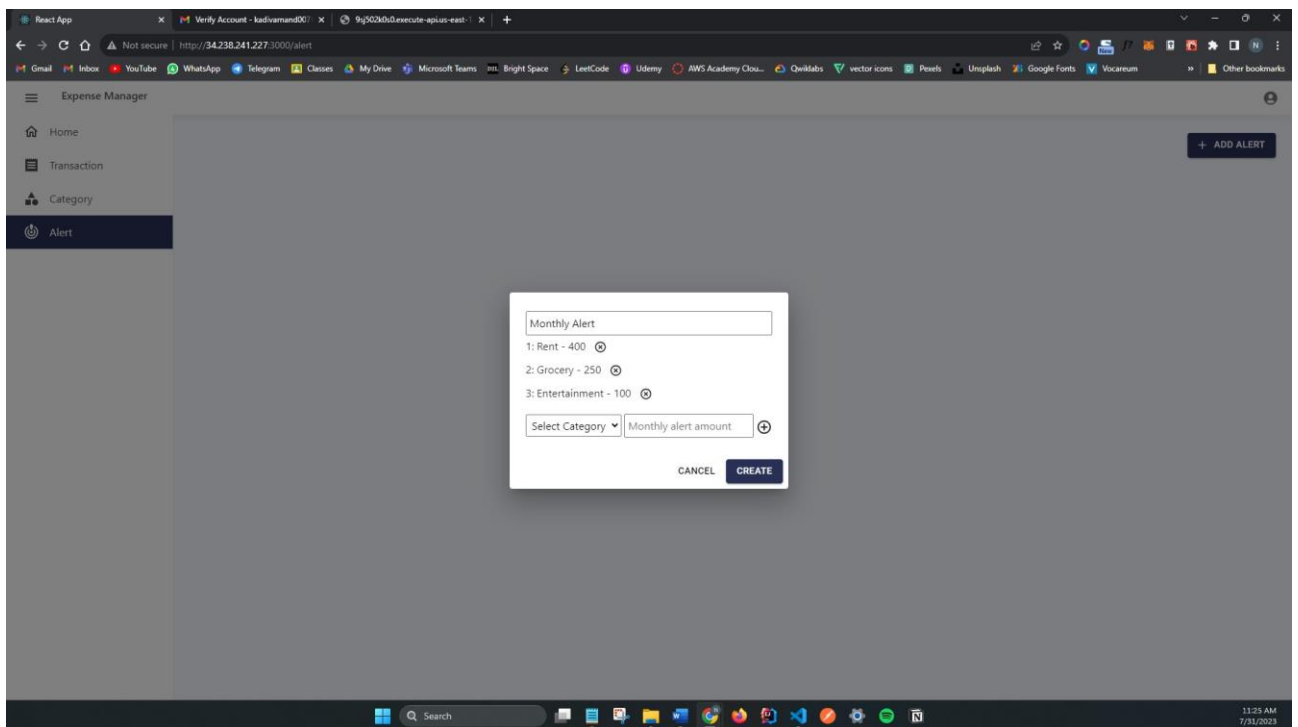 React App
Verify Account - kadivamand007
9sj502k0s0.execute-api.us-east-1
Not secure | http://34.238.241.227:3000/alert
New
Gmail Inbox YouTube WhatsApp Telegram Classes My Drive Microsoft Teams Bright Space LeetCode Udemy AWS Academy Clou... Qwiklabs vector icons Pexels Unsplash Google Fonts Vocareum » Other bookmarks
Expense Manager
Home
Transaction
Category
Alert
+ ADD ALERT
Monthly Alert
1: Rent - 400
2: Grocery - 250
3: Entertainment - 100
Select Category Monthly alert amount
CANCEL CREATE
Search
11:25 AM
7/31/2023